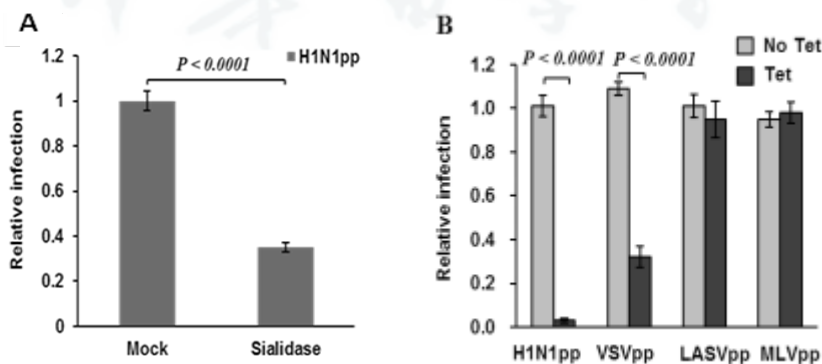 A
1.2
1
0.8
0.6
0.4
0.2
0
Relative infection
P < 0.0001
H1N1pp
Mock Sialidase
B
1.2
1.0
0.8
0.6
0.4
0.2
0.0
Relative infection
P < 0.0001 P < 0.0001
No Tet
Tet
H1N1pp VSVpp LASVpp MLVpp